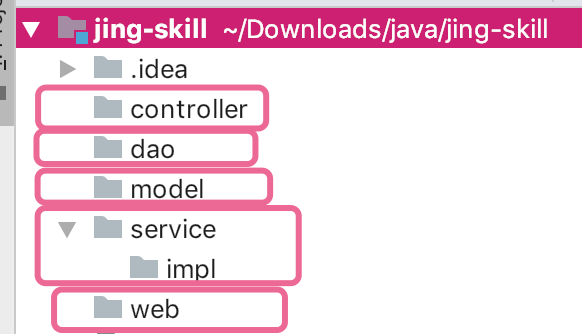 jing-skill ~/Downloads/java/jing-skill
.idea
controller
dao
model
service
impl
web